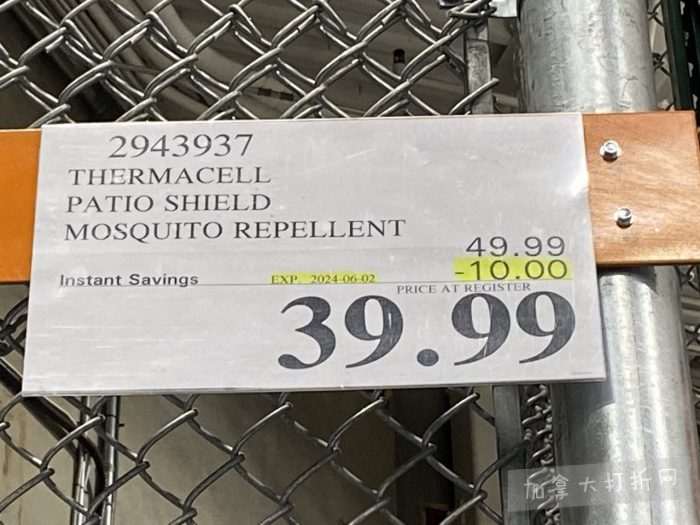 2943937
THERMACELL
PATIO SHIELD
MOSQUITO REPELLENT
49.99
Instant Savings EXP. 2024-06-02 -10.00
PRICE AT REGISTER
39.99
加拿大打折网